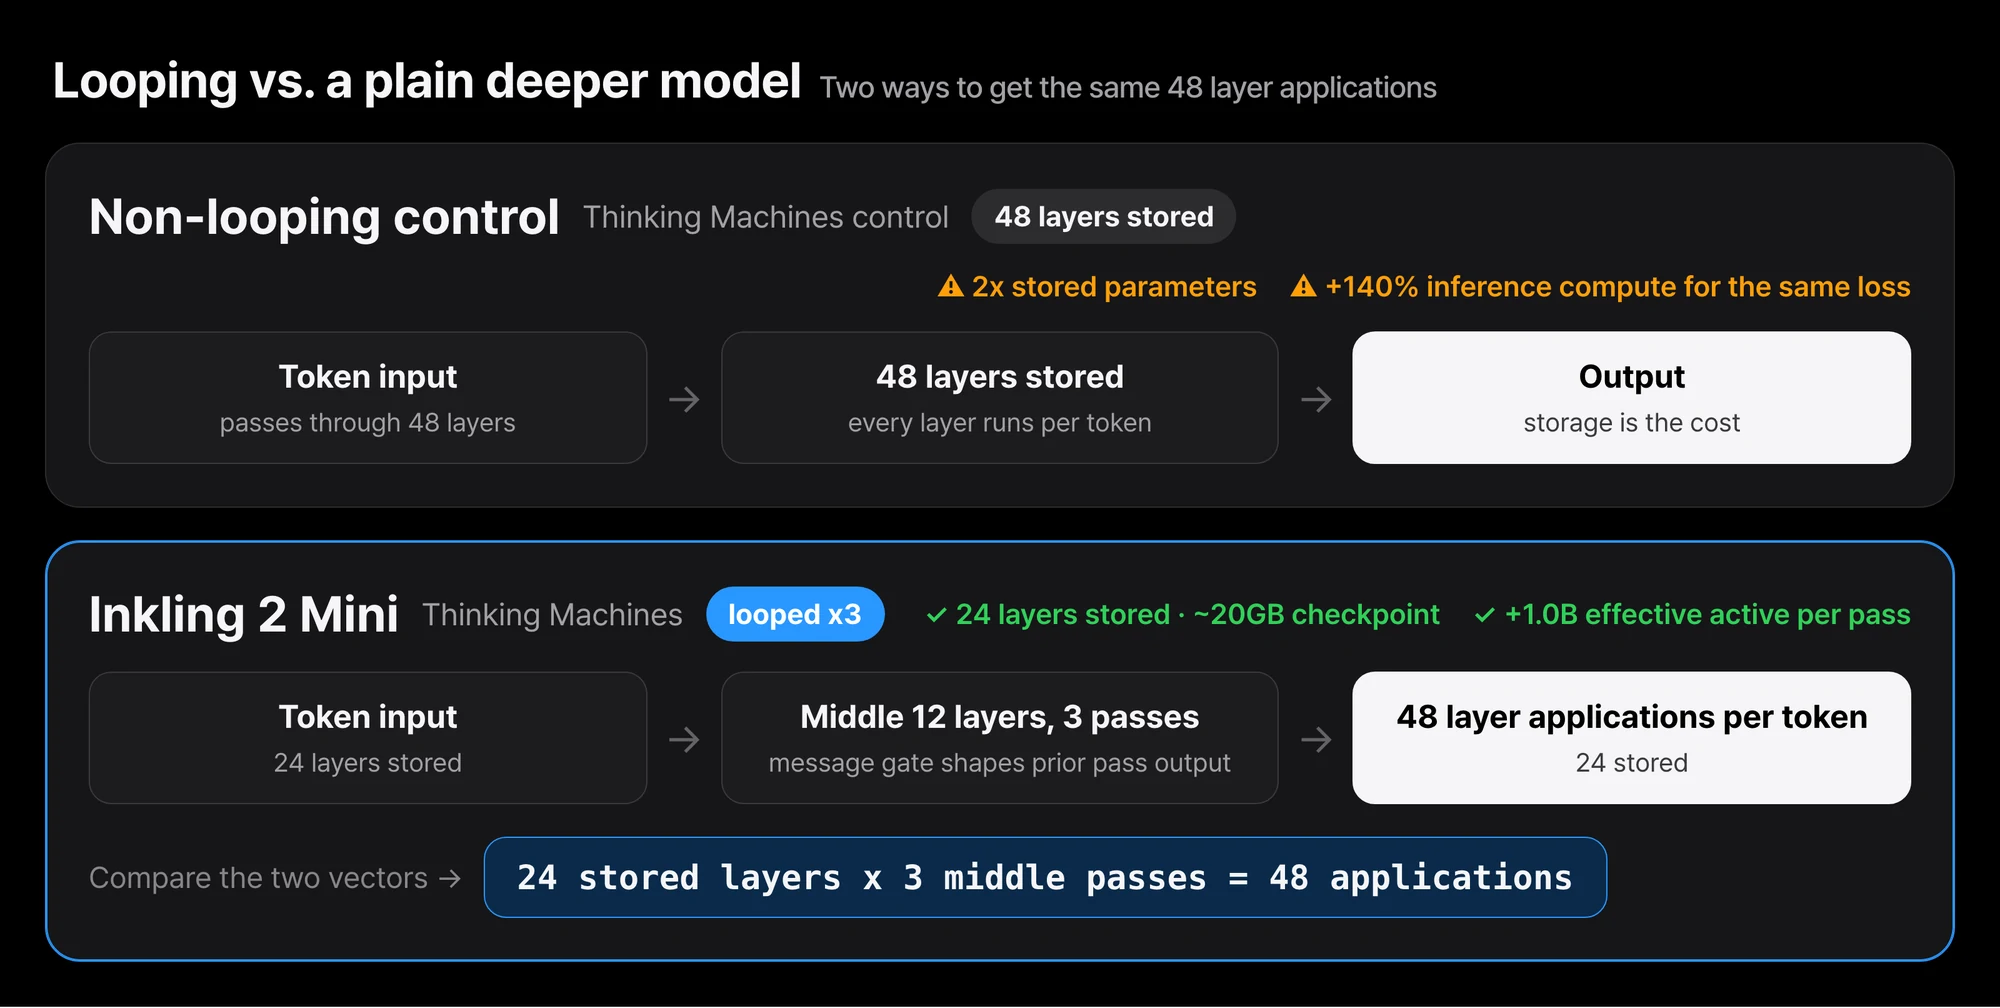 Looping vs. a plain deeper model Two ways to get the same 48 layer applications
Non-looping control Thinking Machines control 48 layers stored
⚠ 2x stored parameters ⚠ +140% inference compute for the same loss
Token input
passes through 48 layers
→
48 layers stored
every layer runs per token
→
Output
storage is the cost
Inkling 2 Mini Thinking Machines looped x3 ✓ 24 layers stored · ~20GB checkpoint ✓ +1.0B effective active per pass
Token input
24 layers stored
→
Middle 12 layers, 3 passes
message gate shapes prior pass output
→
48 layer applications per token
24 stored
Compare the two vectors → 24 stored layers x 3 middle passes = 48 applications